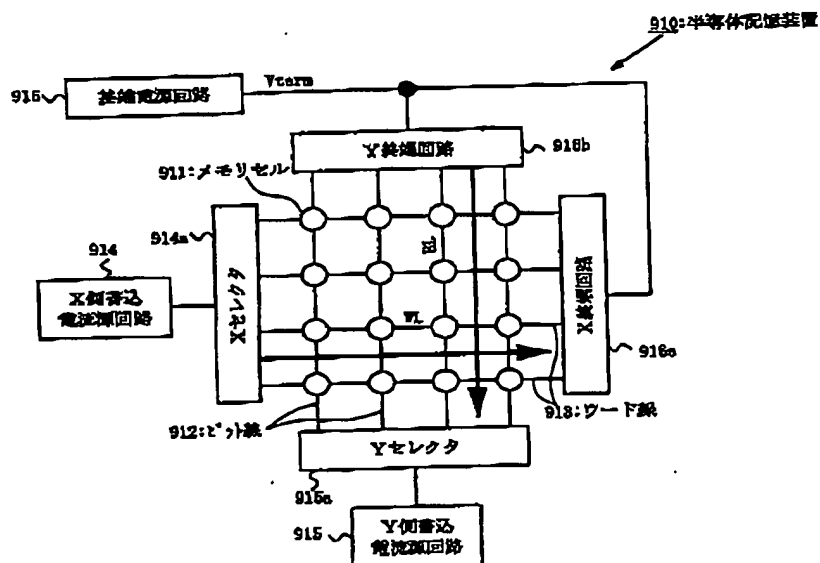 910:半導体記憶装置
916
終端電源回路
Vterm
Y終端回路
916b
911:メモリセル
914a
Xセレクタ
914
X側書込
電流源回路
BL
WL
X終端回路
916a
913:ワード線
912:ビット線
Yセレクタ
915a
915
Y側書込
電流源回路